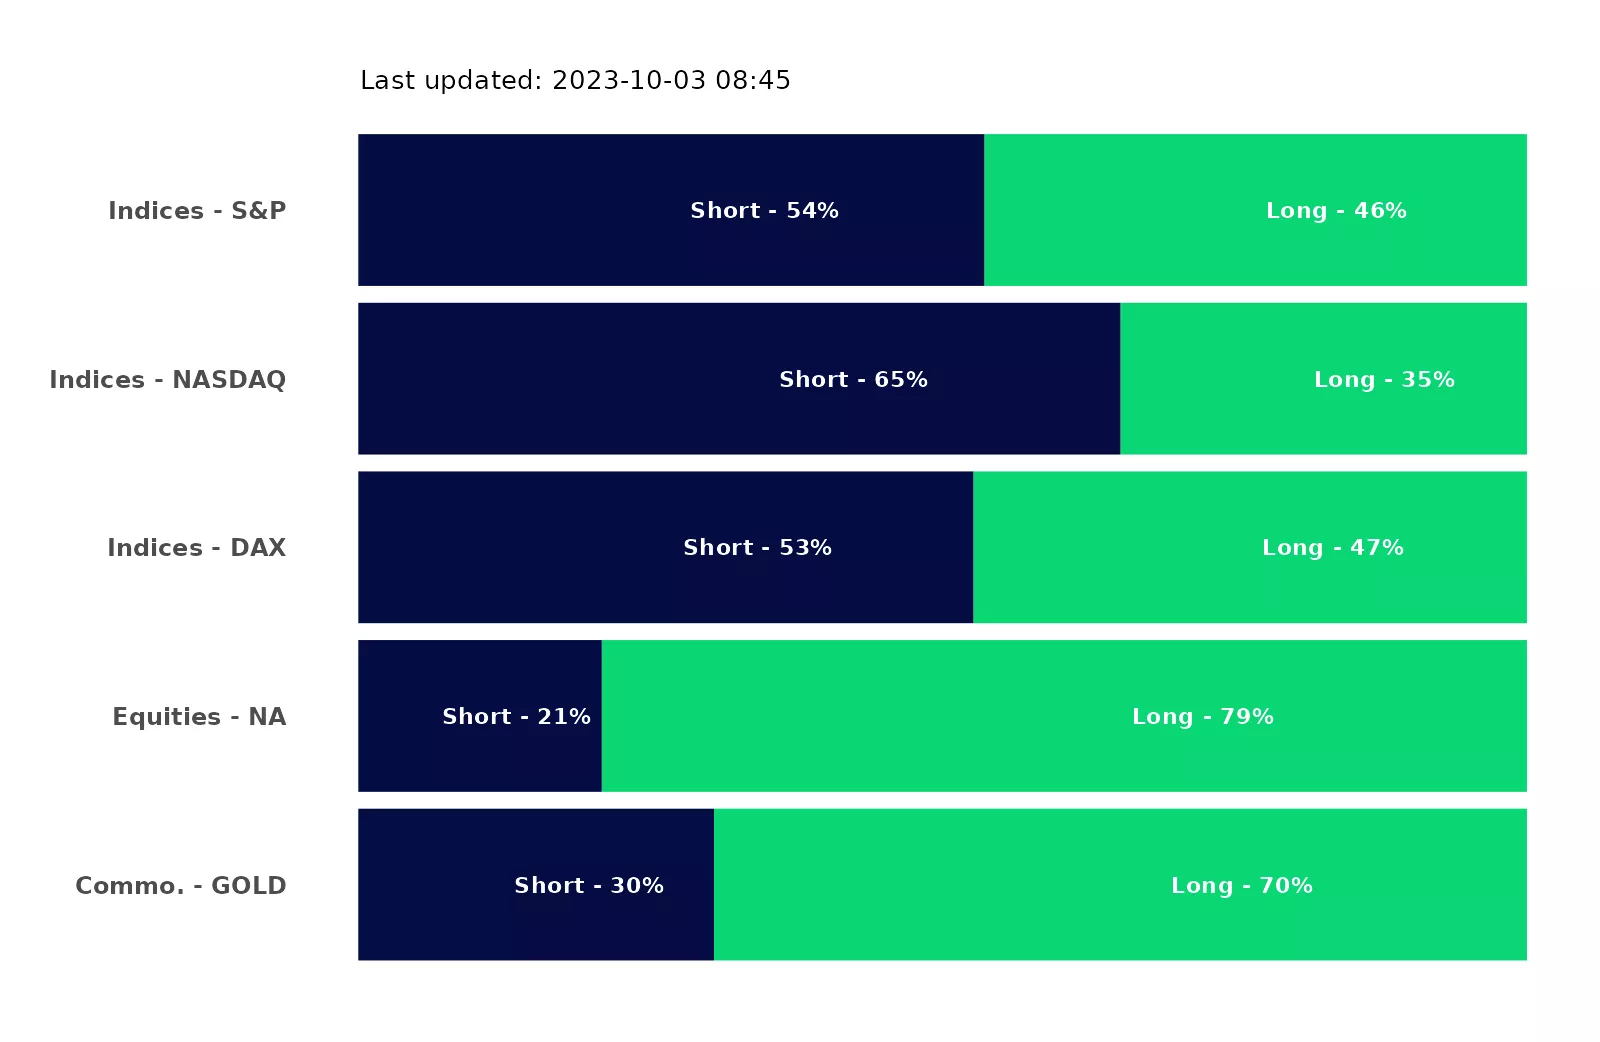 Last updated: 2023-10-03 08:45
Indices - S&P Short - 54% Long - 46%
Indices - NASDAQ Short - 65% Long - 35%
Indices - DAX Short - 53% Long - 47%
Equities - NA Short - 21% Long - 79%
Commo. - GOLD Short - 30% Long - 70%